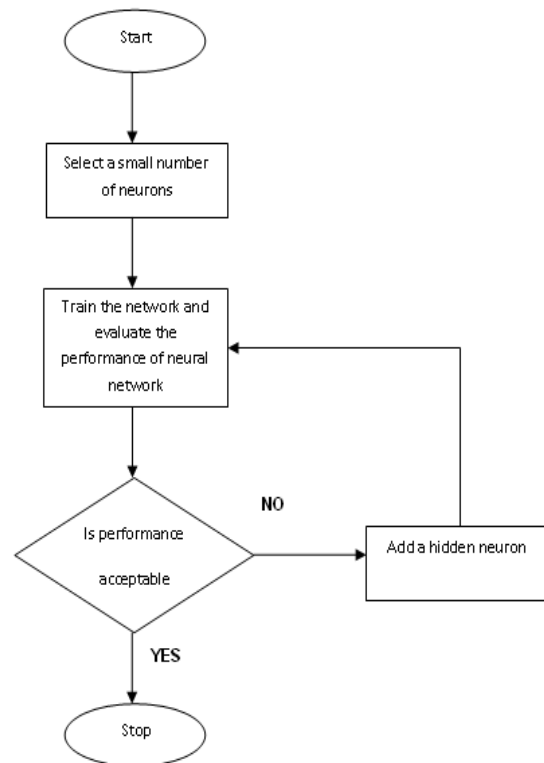 Start
Select a small number
of neurons
Train the network and
evaluate the
performance of neural
network
NO
Is performance
acceptable
Add a hidden neuron
YES
Stop